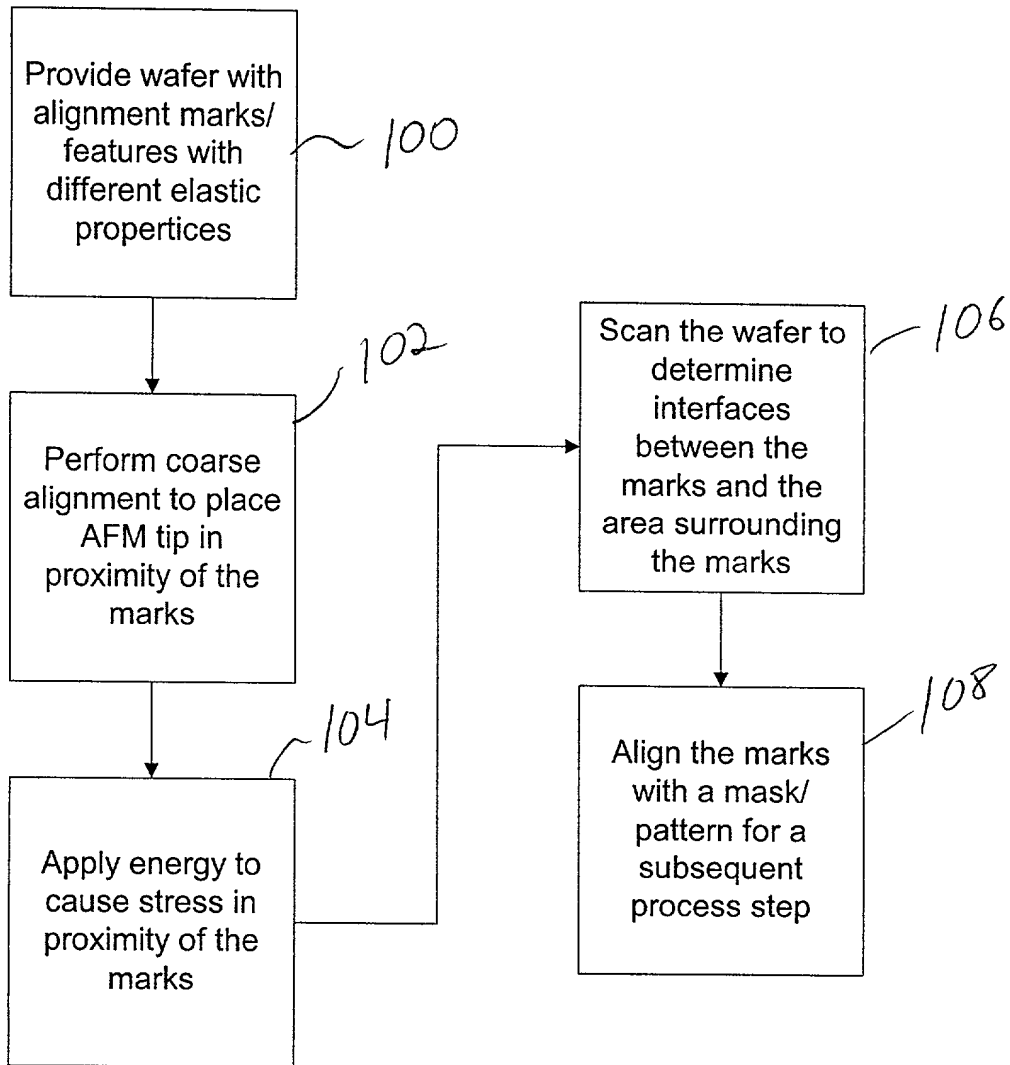 Provide wafer with
alignment marks/
features with
different elastic
propertices
100
Perform coarse
alignment to place
AFM tip in
proximity of the
marks
102
Apply energy to
cause stress in
proximity of the
marks
104
Scan the wafer to
determine
interfaces
between the
marks and the
area surrounding
the marks
106
Align the marks
with a mask/
pattern for a
subsequent
process step
108